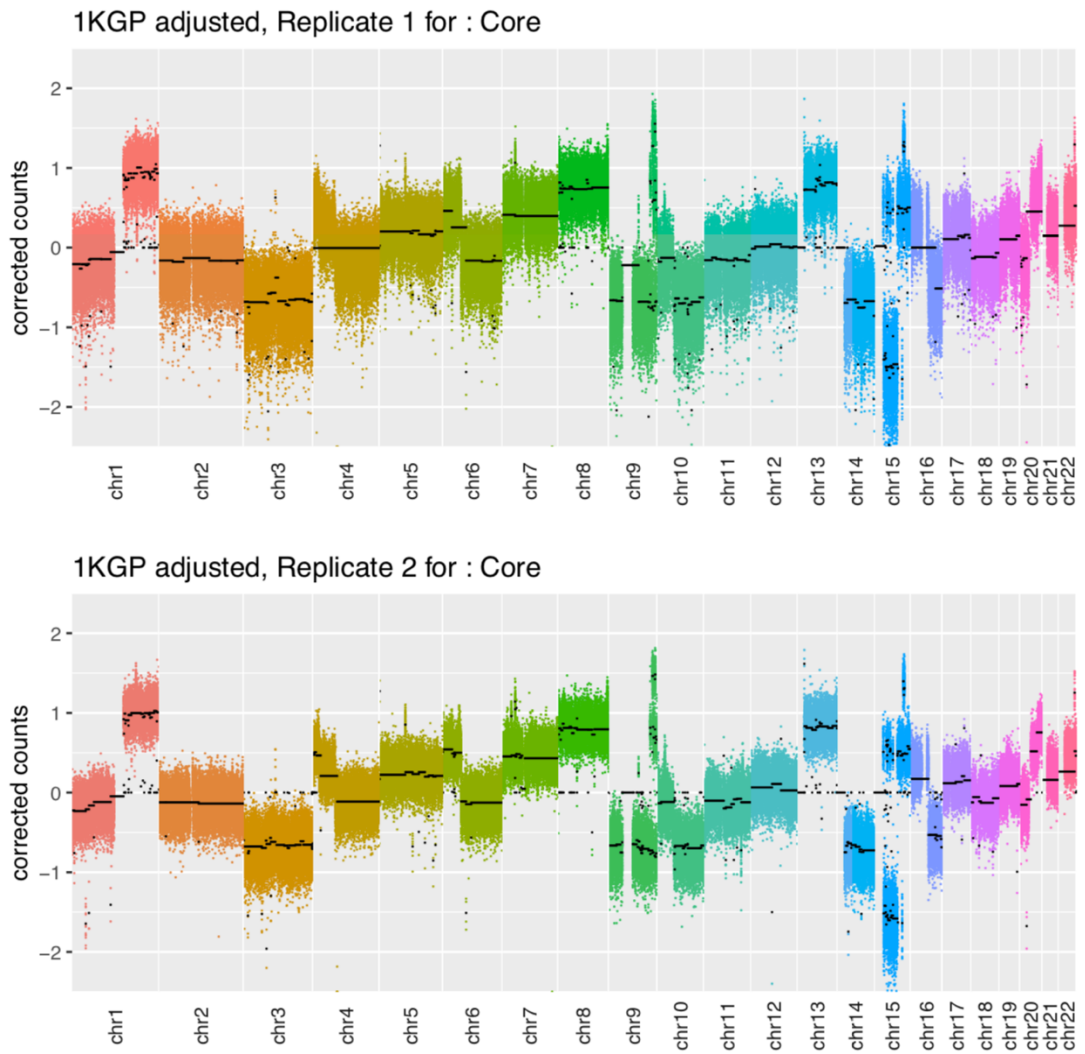 1KGP adjusted, Replicate 1 for : Core
corrected counts
2
1
0
−1
−2
chr1
chr2
chr3
chr4
chr5
chr6
chr7
chr8
chr9
chr10
chr11
chr12
chr13
chr14
chr15
chr16
chr17
chr18
chr19
chr20
chr21
chr22
1KGP adjusted, Replicate 2 for : Core
corrected counts
2
1
0
−1
−2
chr1
chr2
chr3
chr4
chr5
chr6
chr7
chr8
chr9
chr10
chr11
chr12
chr13
chr14
chr15
chr16
chr17
chr18
chr19
chr20
chr21
chr22